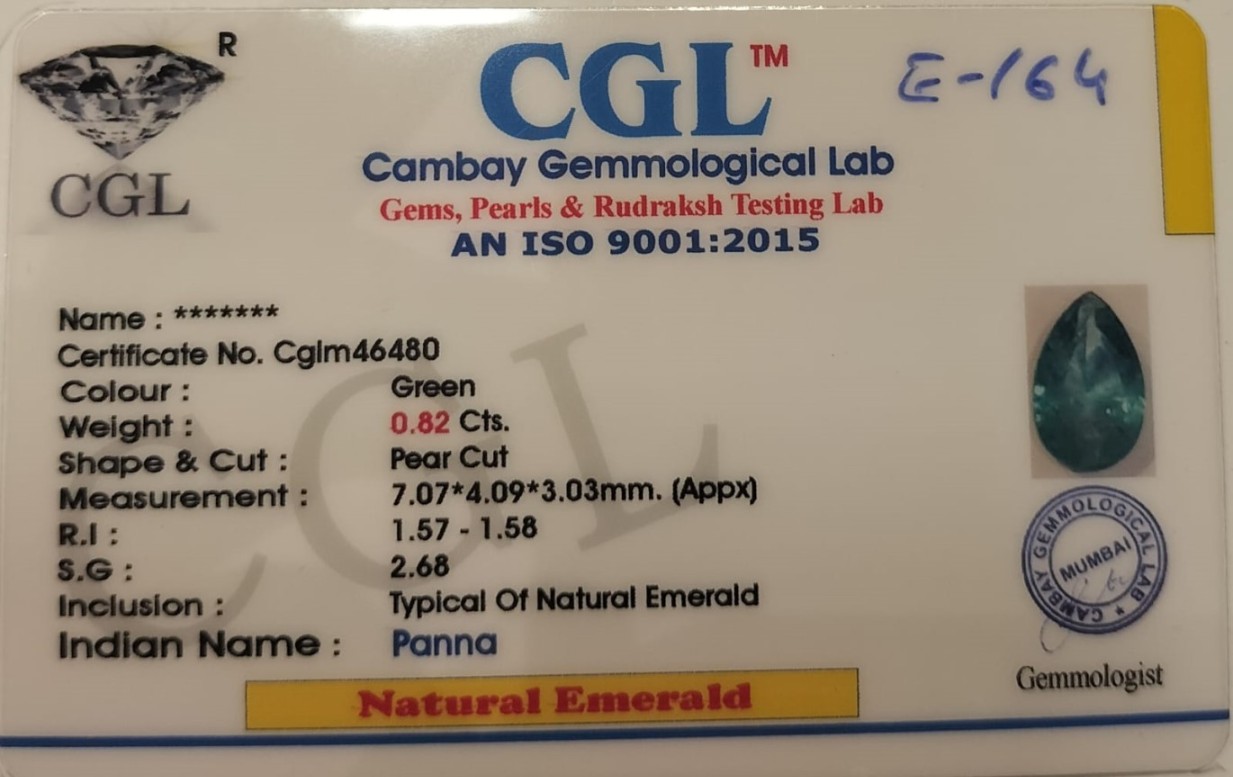 R
CGL
CGL™
E-164
Cambay Gemmological Lab
Gems, Pearls & Rudraksh Testing Lab
AN ISO 9001:2015
Name : *******
Certificate No. Cglm46480
Colour : Green
Weight : 0.82 Cts.
Shape & Cut : Pear Cut
Measurement : 7.07*4.09*3.03mm. (Appx)
R.I : 1.57 - 1.58
S.G : 2.68
Inclusion : Typical Of Natural Emerald
Indian Name : Panna
CGL
CAMBAY GEMMOLOGICAL LAB *
MUMBAI
Gemmologist
Natural Emerald